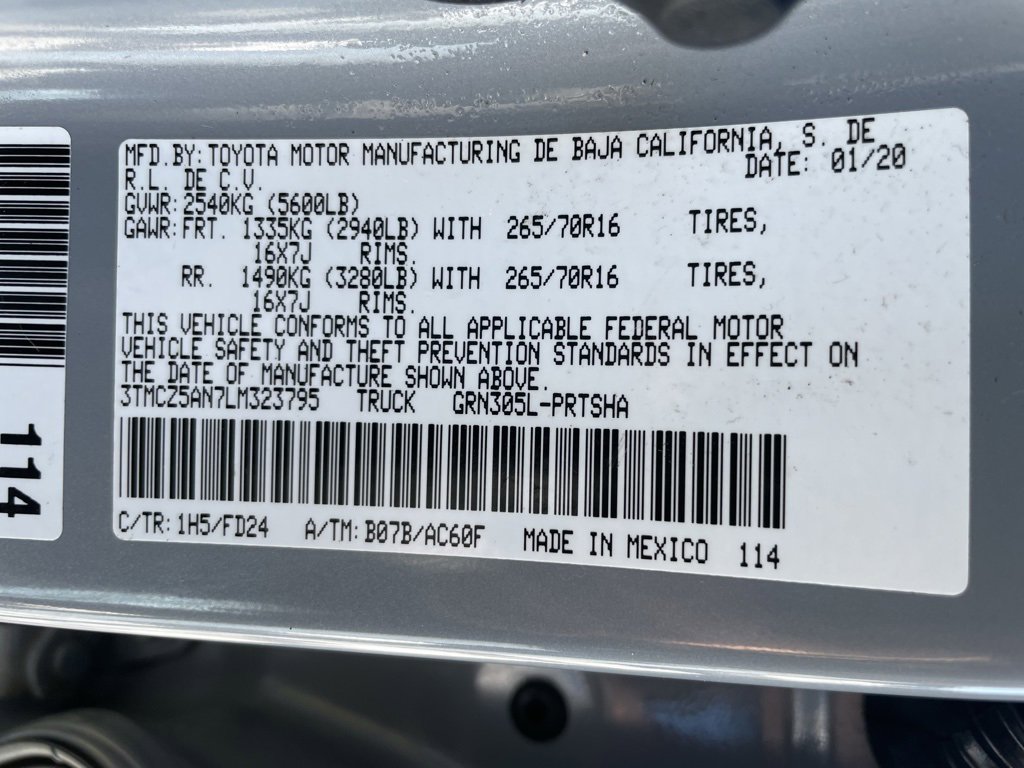 MFD.BY:TOYOTA MOTOR MANUFACTURING DE BAJA CALIFORNIA, S. DE
R.L. DE C.V. DATE: 01/20
GVWR:2540KG (5600LB)
GAWR:FRT. 1335KG (2940LB) WITH 265/70R16 TIRES,
16X7J RIMS.
RR. 1490KG (3280LB) WITH 265/70R16 TIRES,
16X7J RIMS.
THIS VEHICLE CONFORMS TO ALL APPLICABLE FEDERAL MOTOR
VEHICLE SAFETY AND THEFT PREVENTION STANDARDS IN EFFECT ON
THE DATE OF MANUFACTURE SHOWN ABOVE.
3TMCZ5AN7LM323795 TRUCK GRN305L-PRTSHA
C/TR:1H5/FD24 A/TM:B07B/AC60F MADE IN MEXICO 114
114